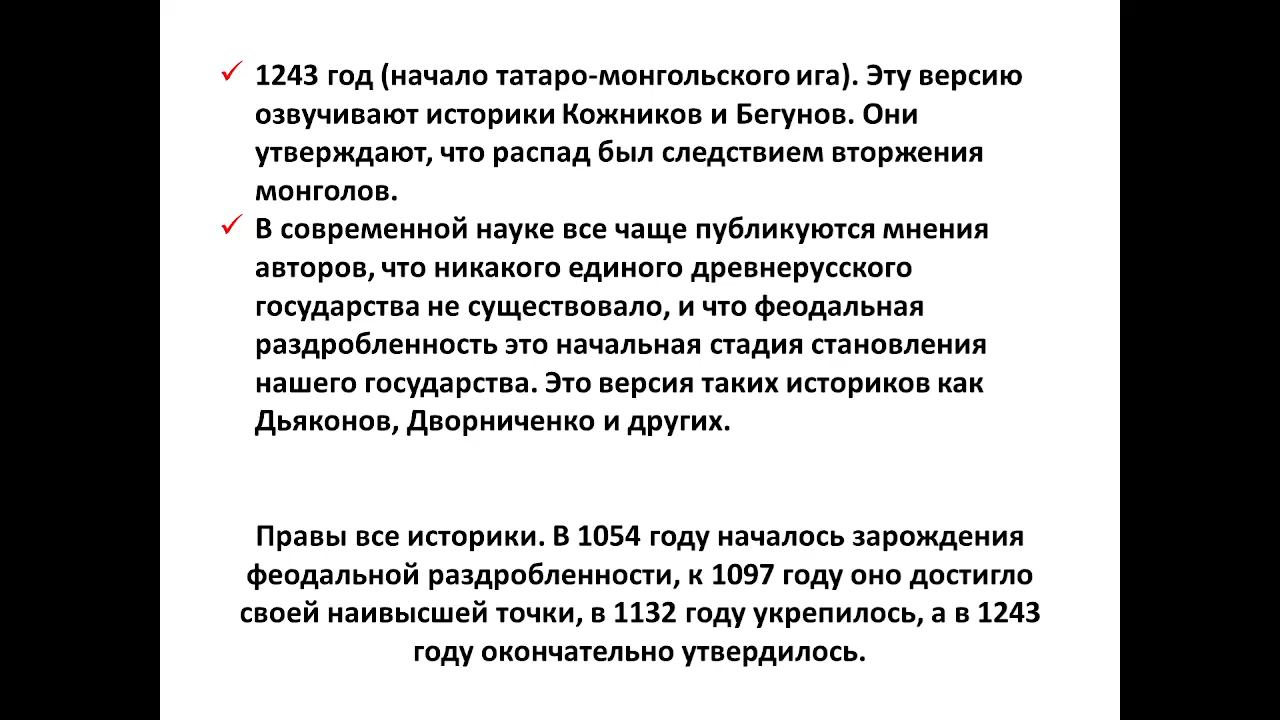 1243 год (начало татаро-монгольского ига). Эту версию
озвучивают историки Кожников и Бегунов. Они
утверждают, что распад был следствием вторжения
монголов.
В современной науке все чаще публикуются мнения
авторов, что никакого единого древнерусского
государства не существовало, и что феодальная
раздробленность это начальная стадия становления
нашего государства. Это версия таких историков как
Дьяконов, Дворниченко и других.
Правы все историки. В 1054 году началось зарождения
феодальной раздробленности, к 1097 году оно достигло
своей наивысшей точки, в 1132 году укрепилось, а в 1243
году окончательно утвердилось.